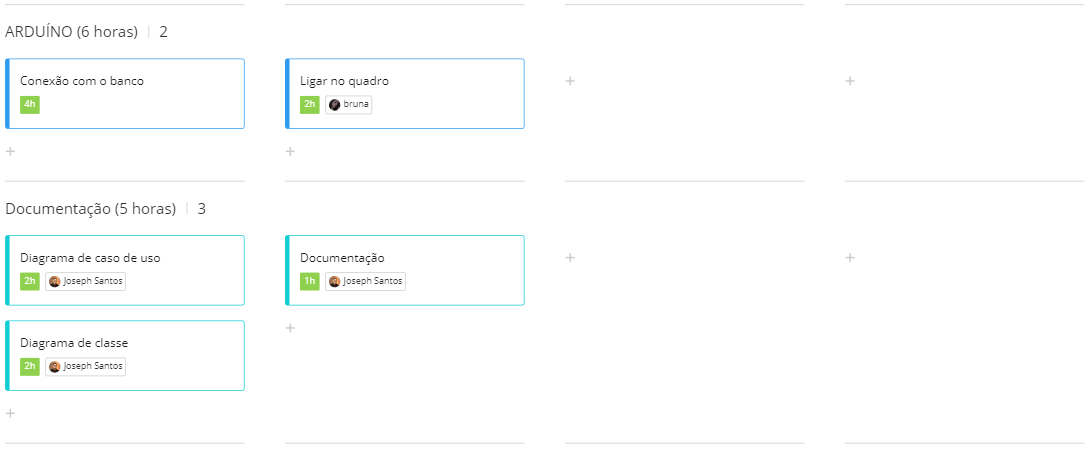 ARDUÍNO (6 horas) | 2
Conexão com o banco
4h
Ligar no quadro
2h bruna
+
+
+
+
Documentação (5 horas) | 3
Diagrama de caso de uso
2h Joseph Santos
Documentação
1h Joseph Santos
+
+
Diagrama de classe
2h Joseph Santos
+
+